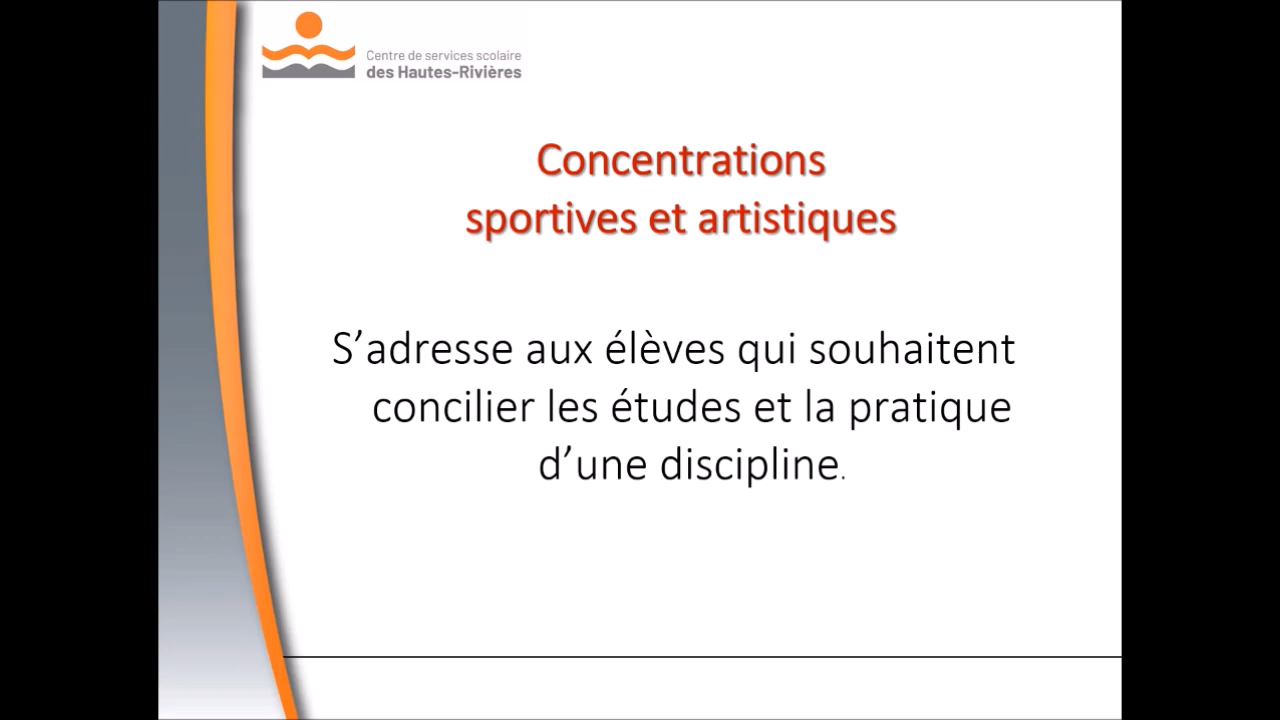 Centre de services scolaire
des Hautes-Rivières
Concentrations
sportives et artistiques
S’adresse aux élèves qui souhaitent
concilier les études et la pratique
d’une discipline.